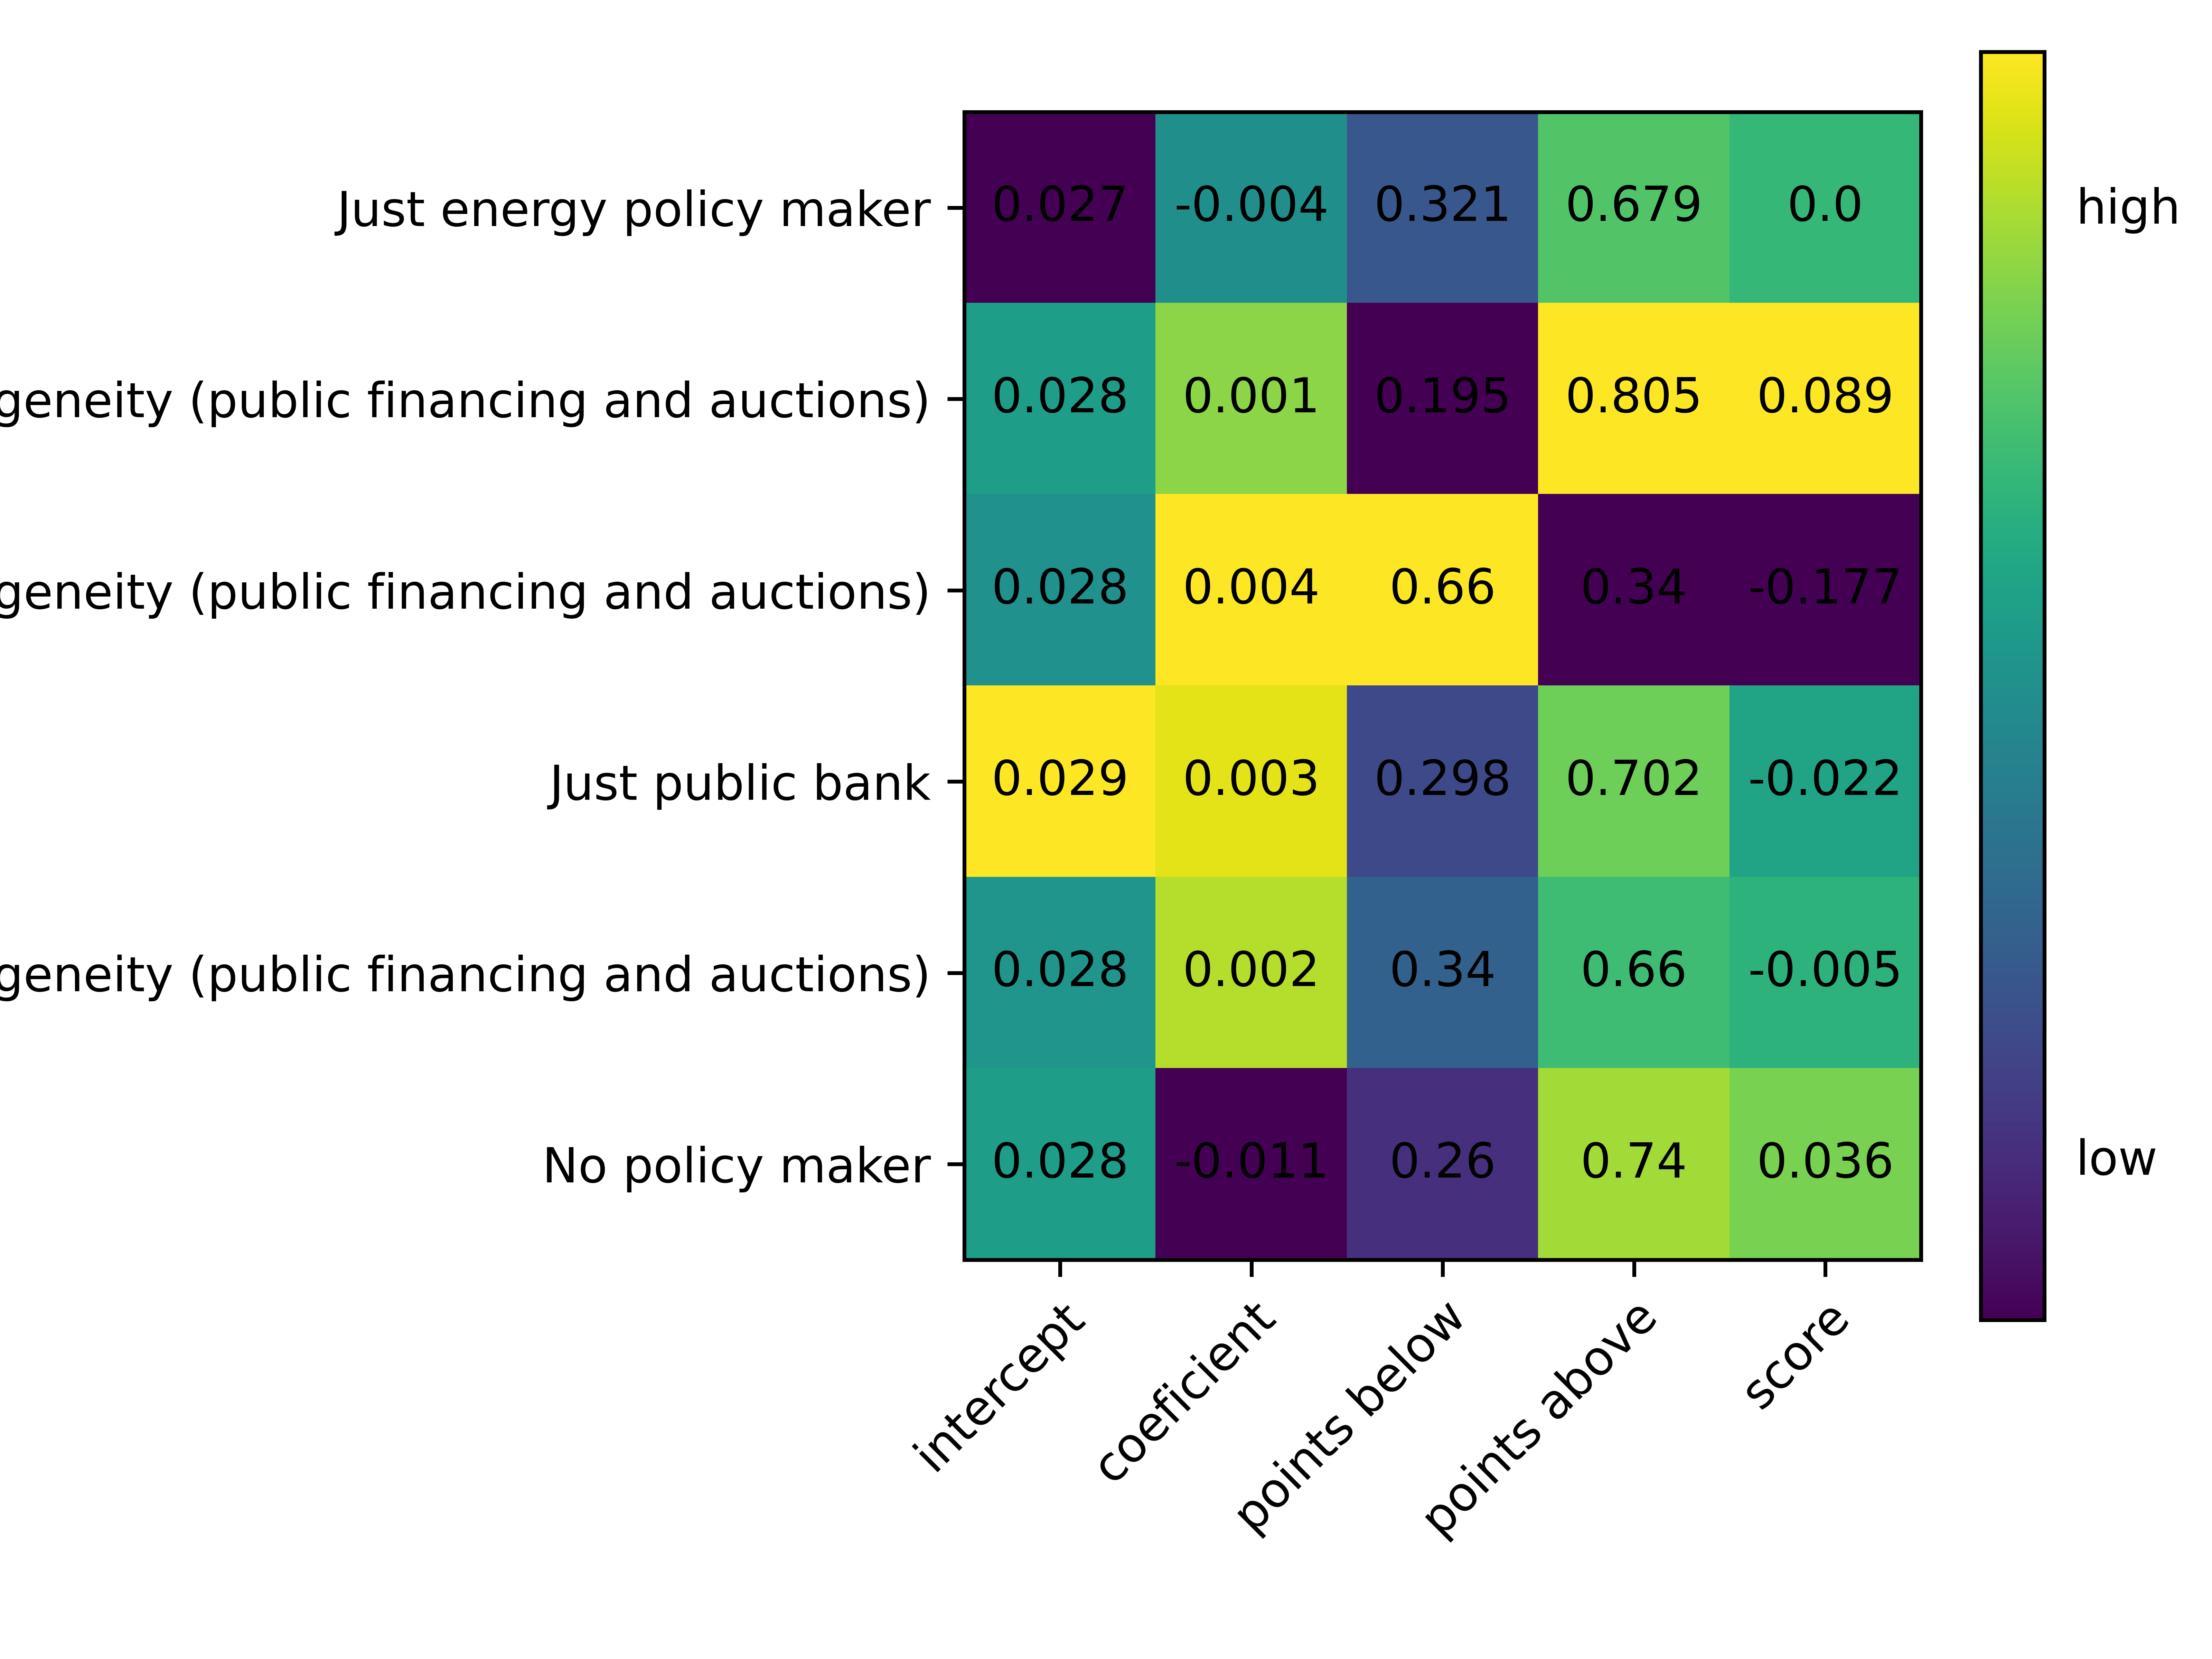 high
Just energy policy maker 0.027 -0.004 0.321 0.679 0.0
(public financing and auctions) 0.028 0.001 0.195 0.805 0.089
(public financing and auctions) 0.028 0.004 0.66 0.34 -0.177
Just public bank 0.029 0.003 0.298 0.702 -0.022
(public financing and auctions) 0.028 0.002 0.34 0.66 -0.005
No policy maker 0.028 -0.011 0.26 0.74 0.036
low
intercept
coeficient
points below
points above
score